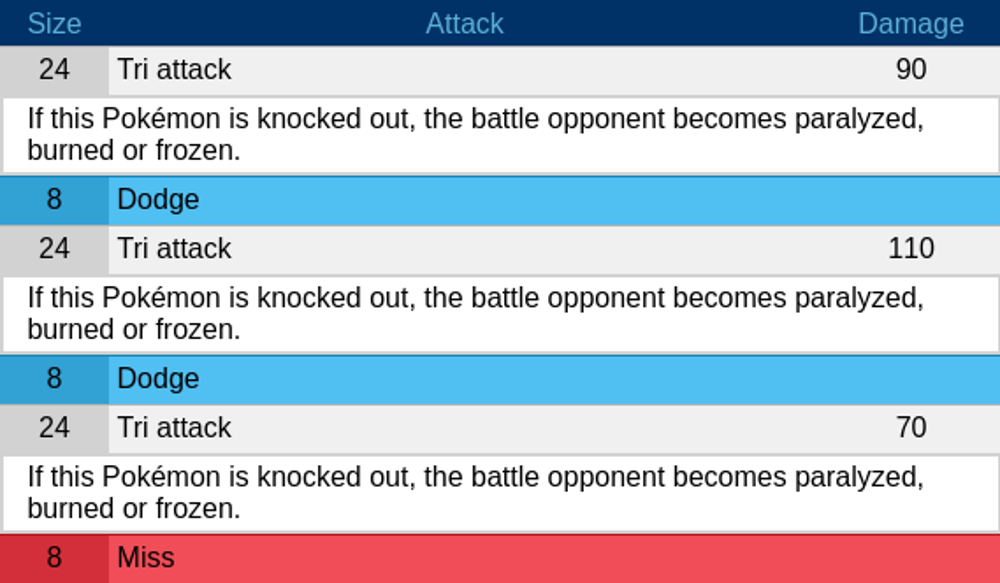 Size Attack Damage
24 Tri attack 90
If this Pokémon is knocked out, the battle opponent becomes paralyzed,
burned or frozen.
8 Dodge
24 Tri attack 110
If this Pokémon is knocked out, the battle opponent becomes paralyzed,
burned or frozen.
8 Dodge
24 Tri attack 70
If this Pokémon is knocked out, the battle opponent becomes paralyzed,
burned or frozen.
8 Miss